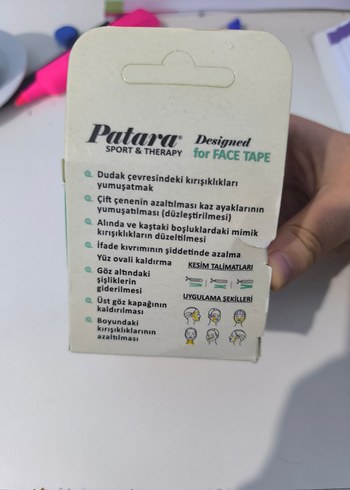 Patara®
SPORT & THERAPY
Designed
for FACE TAPE
Dudak çevresindeki kırışıklıkları
yumuşatmak
Çift çenenin azaltılması kaz ayaklarının
yumuşatılması (düzleştirilmesi)
Alında ve kaştaki boşluklardaki mimik
kırışıklıkların düzeltilmesi
İfade kıvrımının şiddetinde azalma
Yüz ovali kaldırma
Göz altındaki
şişliklerin
giderilmesi
Üst göz kapağının
kaldırılması
Boyundaki
kırışıklıklarının
azaltılması
KESİM TALİMATLARI
UYGULAMA ŞEKİLLERİ